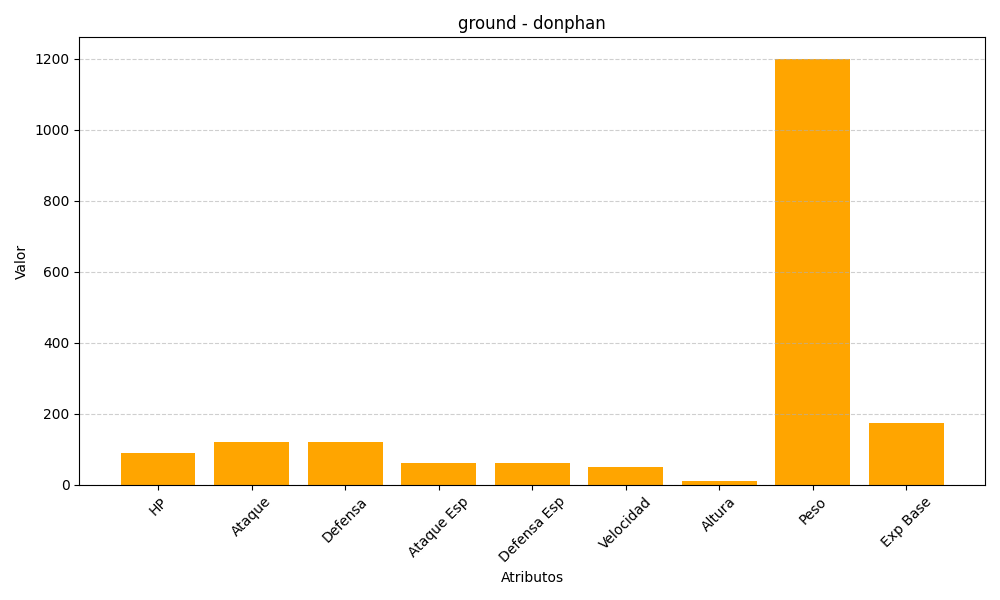 ground - donphan
Valor
1200
1000
800
600
400
200
0
HP
Ataque
Defensa
Ataque Esp
Defensa Esp
Velocidad
Altura
Peso
Exp Base
Atributos